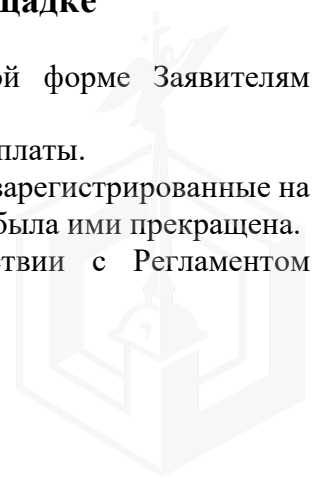 щадке
ой форме Заявителям
платы.
зарегистрированные на
была ими прекращена.
ствии с Регламентом